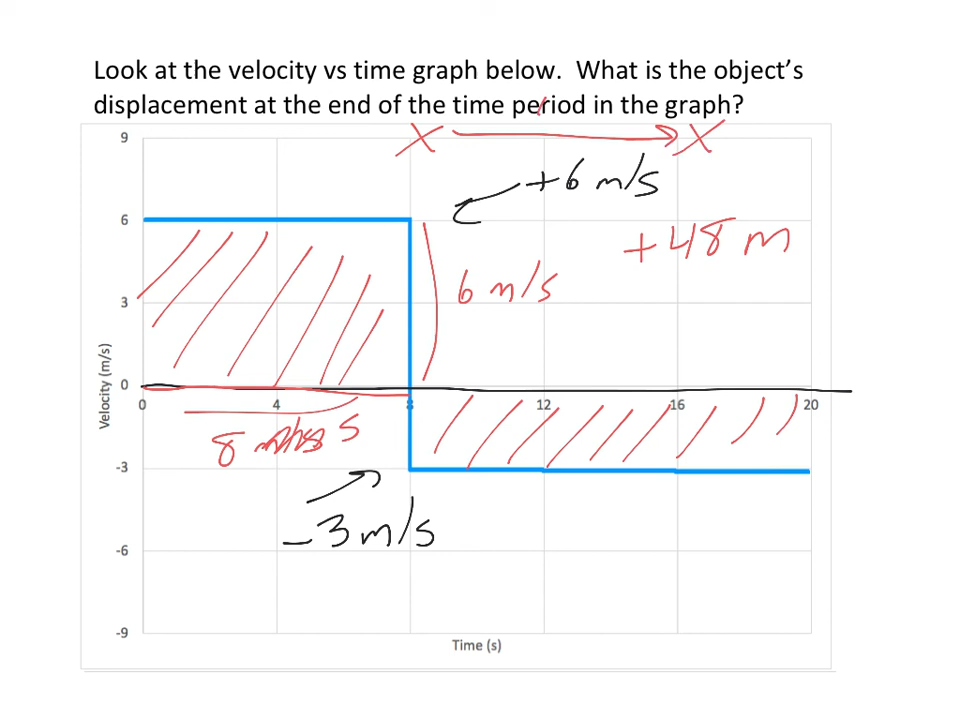 Look at the velocity vs time graph below. What is the object's
displacement at the end of the time period in the graph?
X X
9
+6 m/s
6
+48 m
6 m/s
3
Velocity (m/s)
0
0 4 8 12 16 20
8 s
-3
-3 m/s
-6
-9
Time (s)